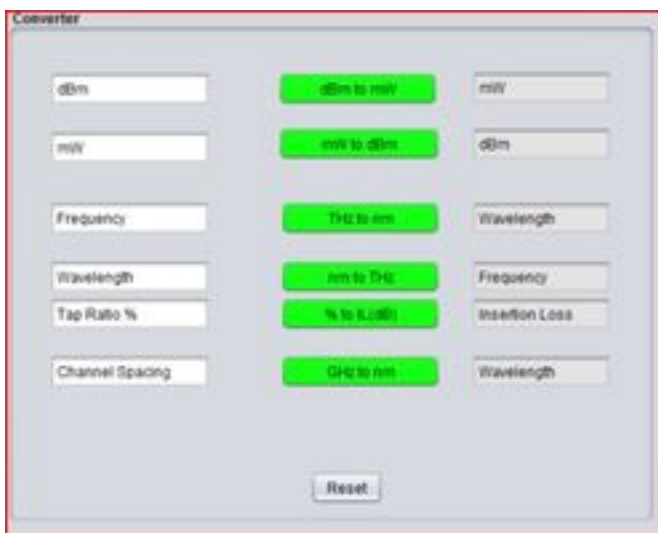 Converter
dBm dBm to mW mW
mW mW to dBm dBm
Frequency THz to nm Wavelength
Wavelength nm to THz Frequency
Tap Ratio % % to IL(dB) Insertion Loss
Channel Spacing GHz to nm Wavelength
Reset